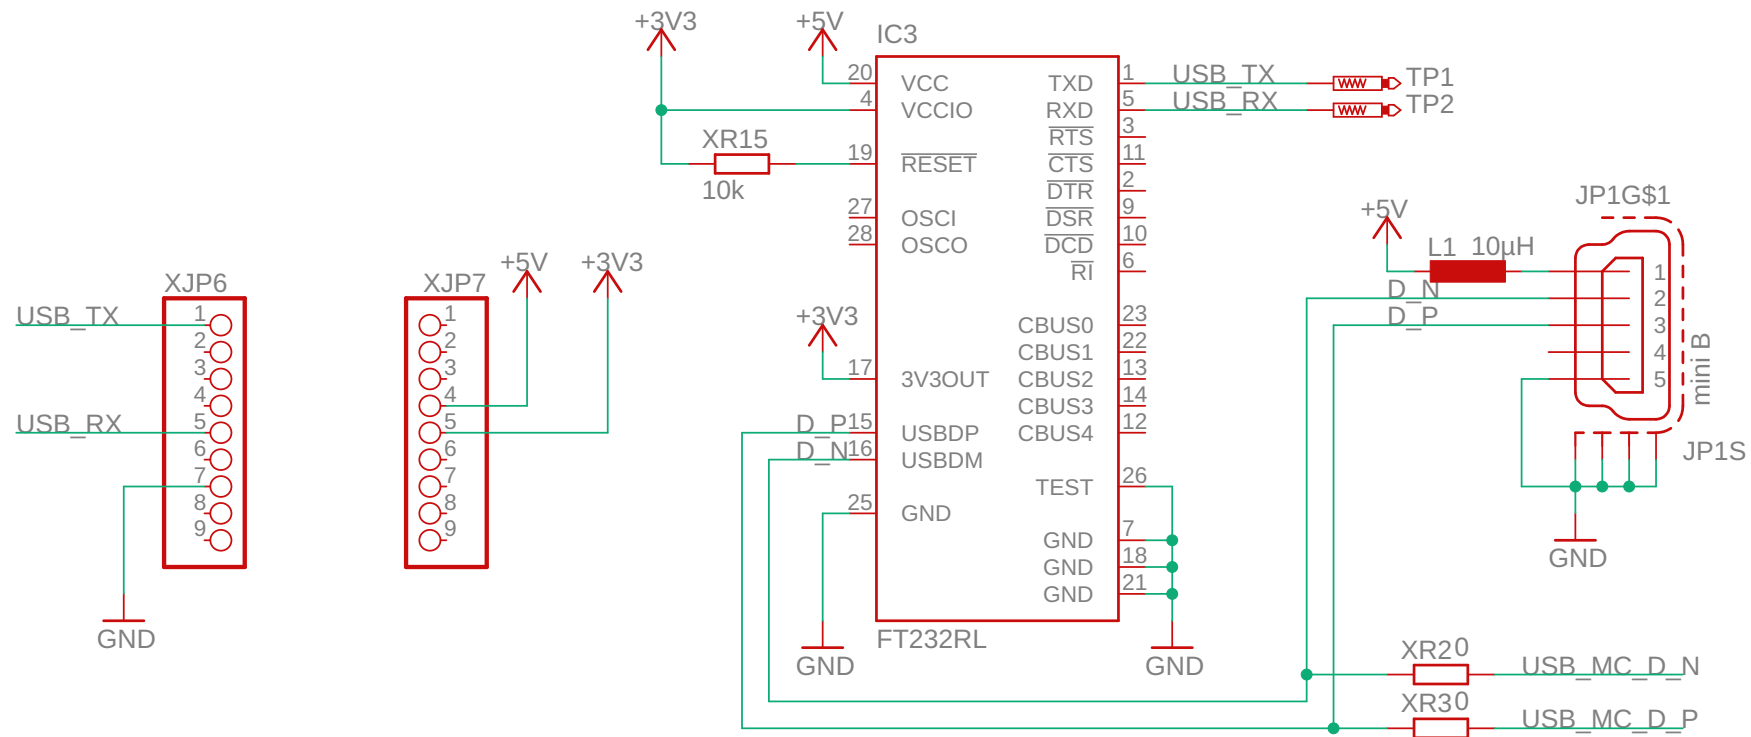 +3V3
+5V
IC3
20 VCC TXD 1 USB_TX TP1
4 VCCIO RXD 5 USB_RX TP2
RTS 3
XR15
19 RESET CTS 11
10k
DTR 2
27 OSCI DSR 9
28 OSCO DCD 10
RI 6
JP1G$1
+5V
L1 10µH
1
D_N 2
D_P 3
4
5
mini B
JP1S
GND
XJP6
USB_TX 1
2
3
4
USB_RX 5
6
7
8
9
GND
XJP7
+5V +3V3
1
2
3
4
5
6
7
8
9
+3V3
CBUS0 23
CBUS1 22
17 3V3OUT CBUS2 13
CBUS3 14
D_P 15 USBDP CBUS4 12
D_N 16 USBDM
TEST 26
25 GND
GND 7
GND 18
GND 21
FT232RL
GND
GND
XR2 0 USB_MC_D_N
XR3 0 USB_MC_D_P